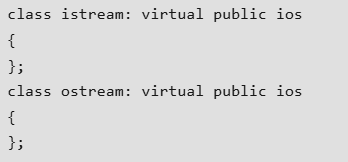 class istream: virtual public ios
{
};
class ostream: virtual public ios
{
};